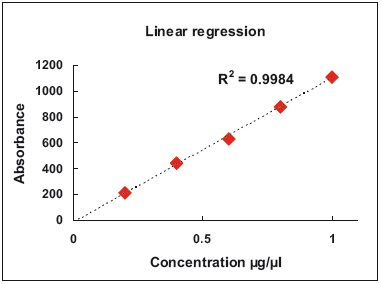 Linear regression
R² = 0.9984
Absorbance
1200
1000
800
600
400
200
0
0 0.5 1
Concentration µg/µl